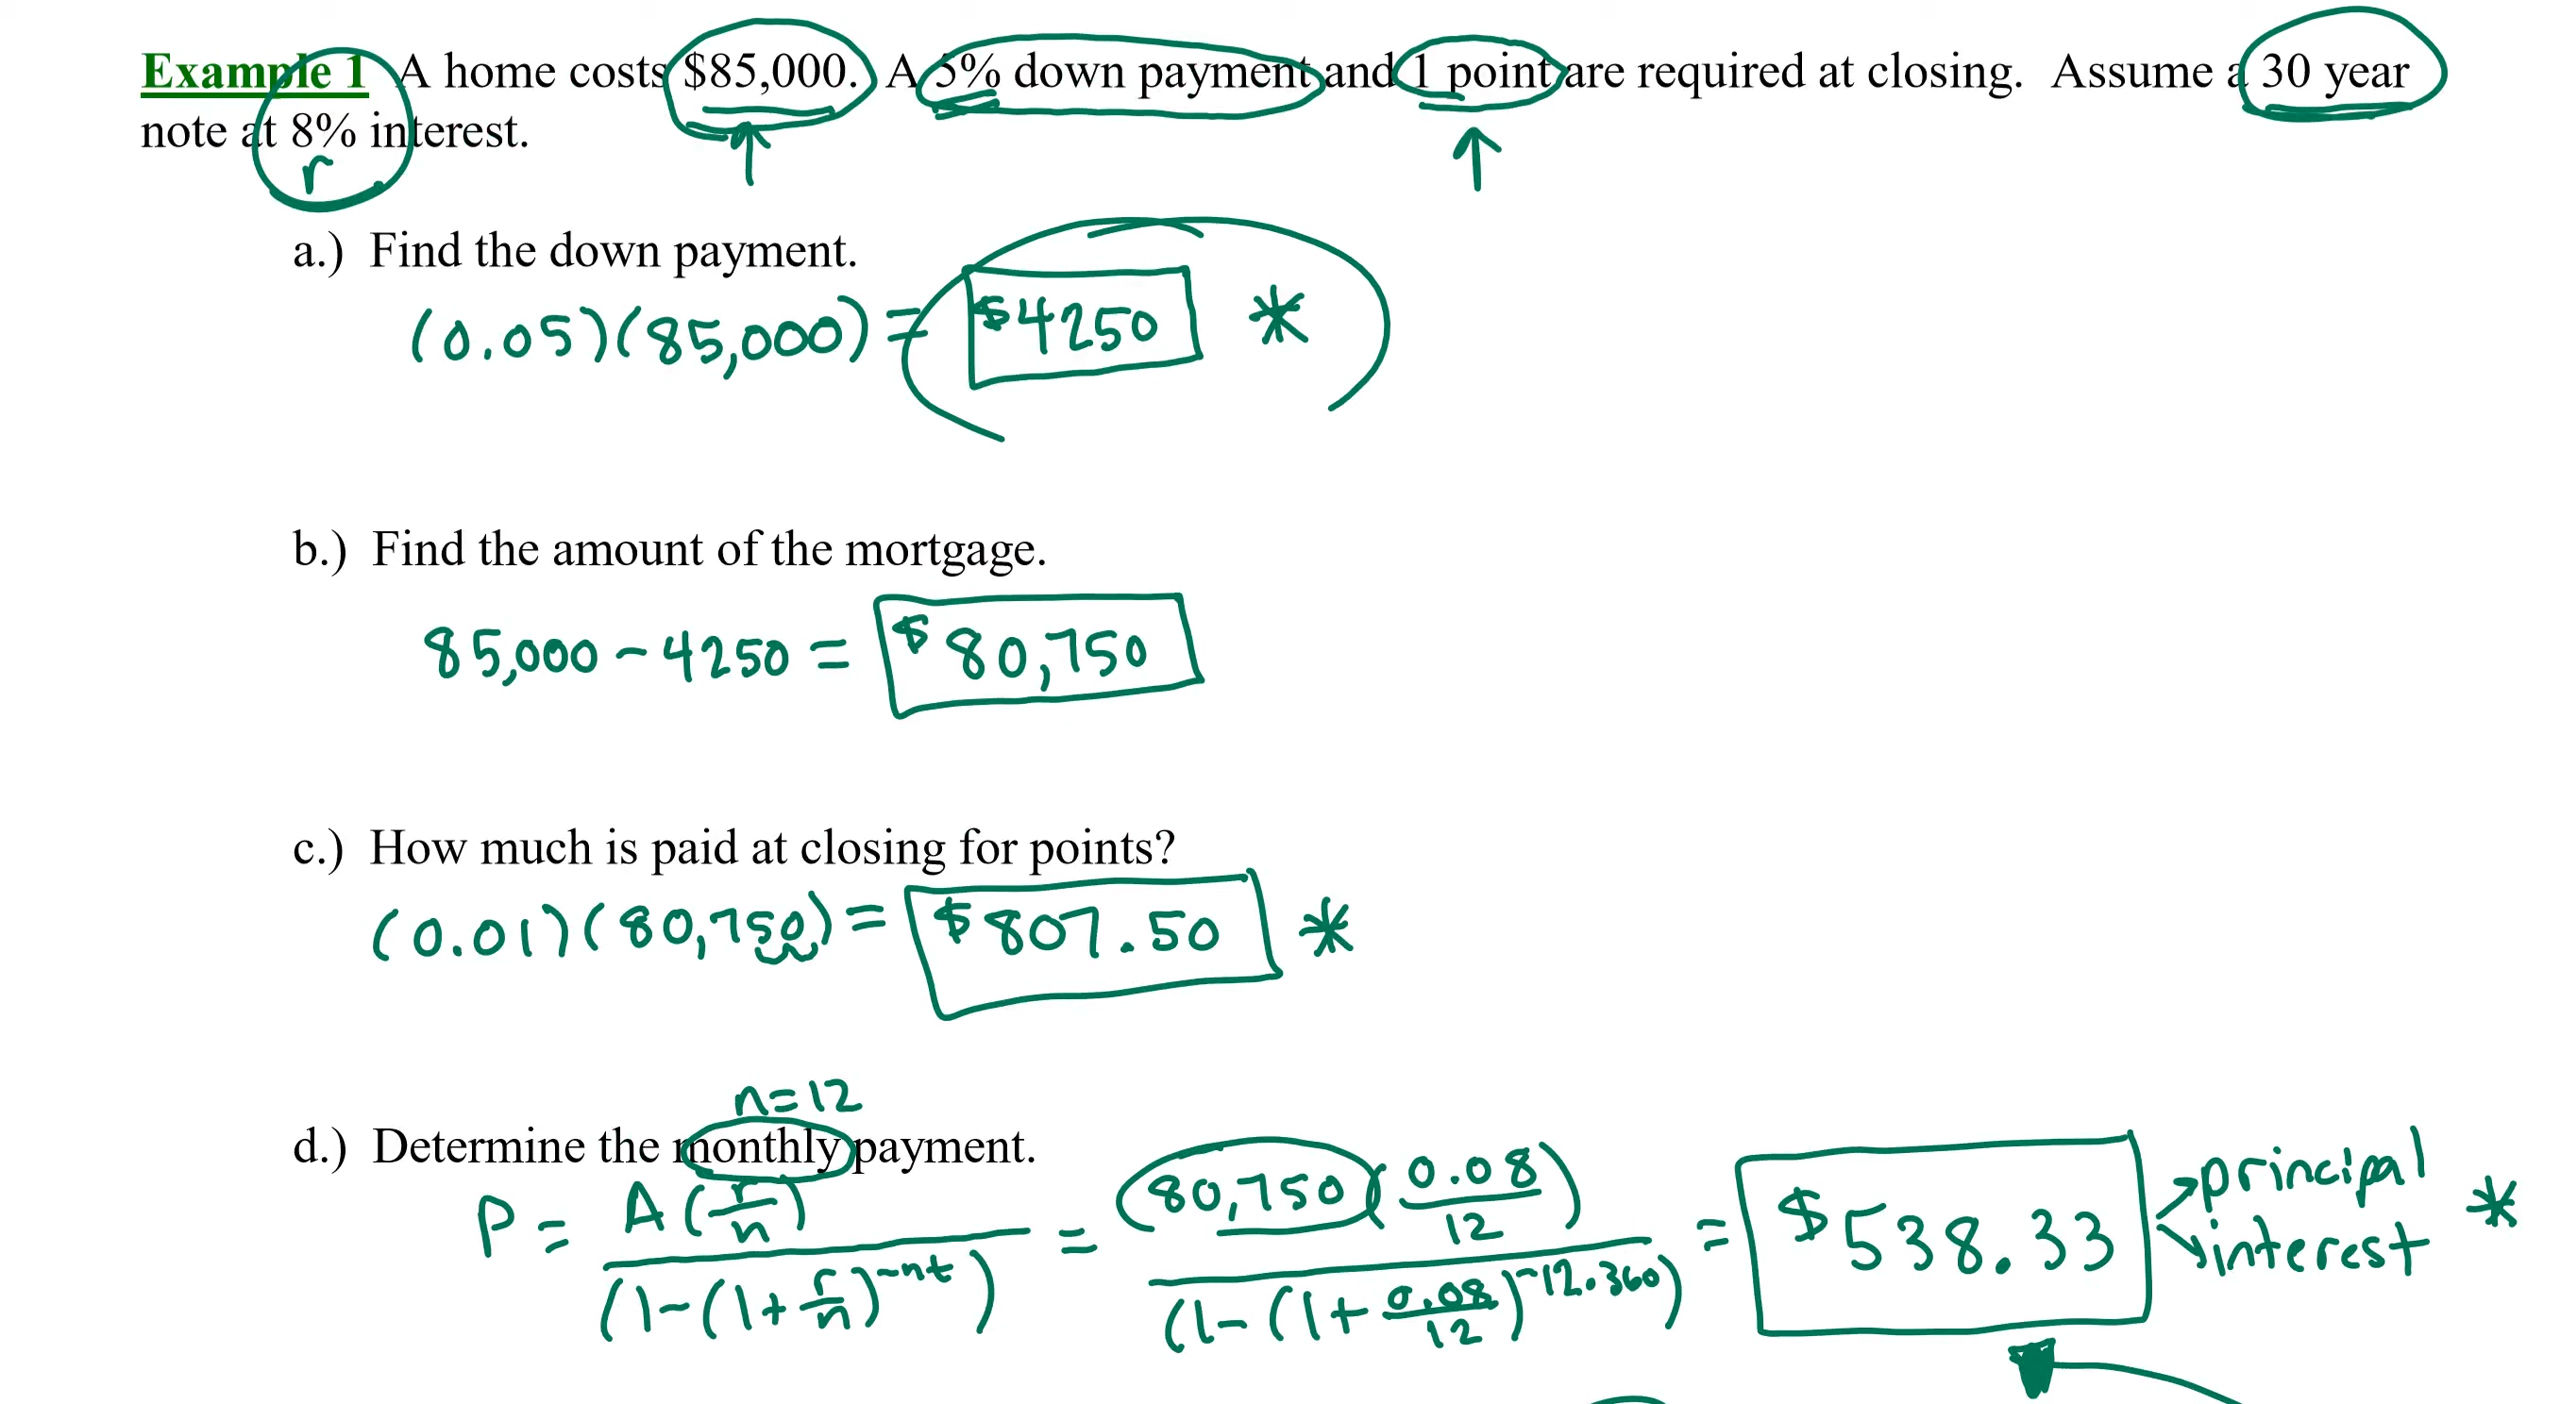 Example 1 A home costs $85,000. A 5% down payment and 1 point are required at closing. Assume a 30 year
note at 8% interest.
r
a.) Find the down payment.
(0.05)(85,000) = $4250 *
b.) Find the amount of the mortgage.
85,000 - 4250 = $80,750
c.) How much is paid at closing for points?
(0.01)(80,750) = $807.50 *
n=12
d.) Determine the monthly payment.
P = A(r/n) / (1-(1+r/n)^-nt) = 80,750(0.08/12) / (1-(1+0.08/12)^-12·360) = $538.33 principal interest *